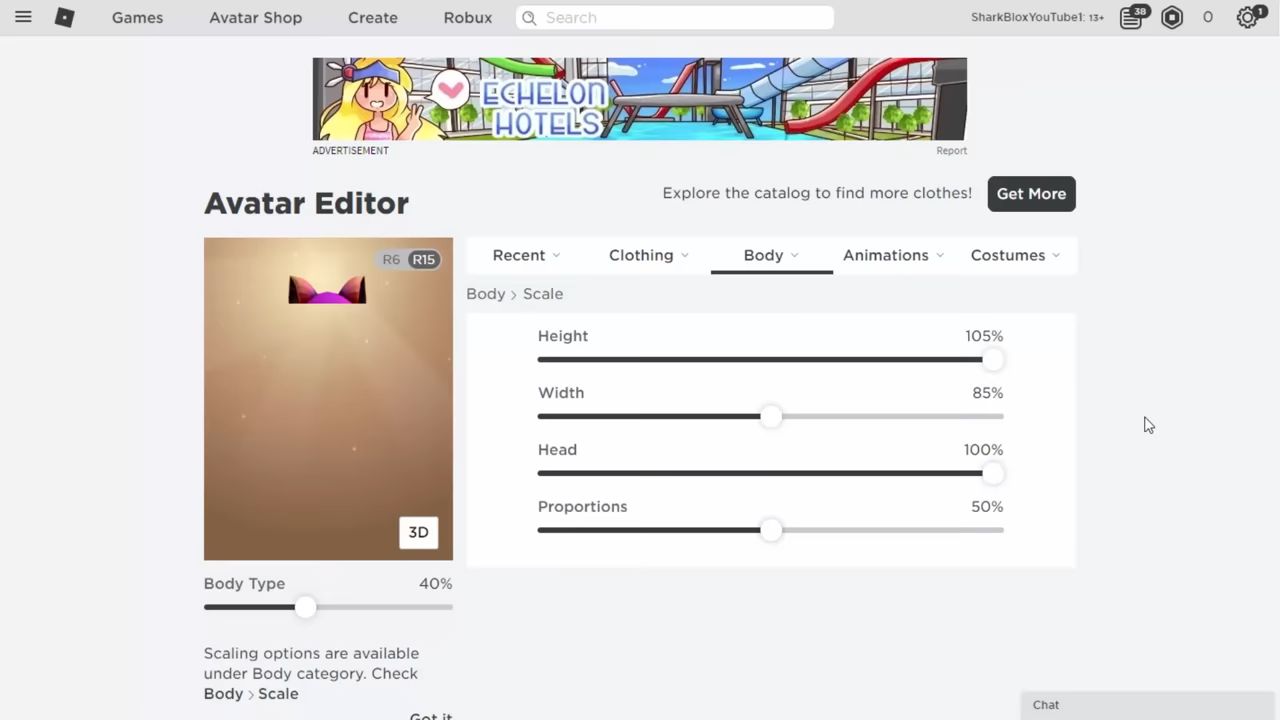 Games
Avatar Shop
Create
Robux
Search
SharkBloxYouTube1: 13+
38
0
1
ECHELON
HOTELS
ADVERTISEMENT
Report
Avatar Editor
Explore the catalog to find more clothes!
Get More
R6
R15
3D
Recent
Clothing
Body
Animations
Costumes
Body > Scale
Height
105%
Width
85%
Head
100%
Proportions
50%
Body Type
40%
Scaling options are available
under Body category. Check
Body > Scale
Got it
Chat